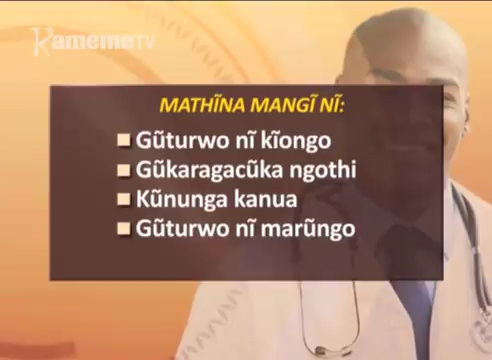 KamemeTV
MATHĨNA MANGĨ NĨ:
Gũturwo nĩ kĩongo
Gũkaragacũka ngothi
Kũnunga kanua
Gũturwo nĩ marũngo